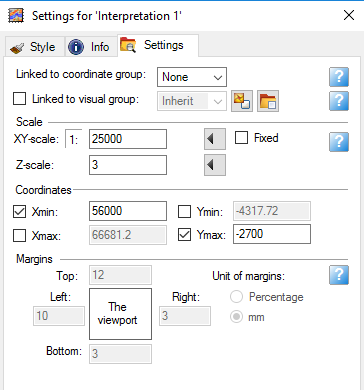 Settings for 'Interpretation 1'
Style Info Settings
Linked to coordinate group: None
Linked to visual group: Inherit
Scale
XY-scale: 1: 25000 Fixed
Z-scale: 3
Coordinates
Xmin: 56000 Ymin: -4317.72
Xmax: 66681.2 Ymax: -2700
Margins
Top: 12 Unit of margins:
Left: Right: Percentage
10 The viewport 3 mm
Bottom: 3